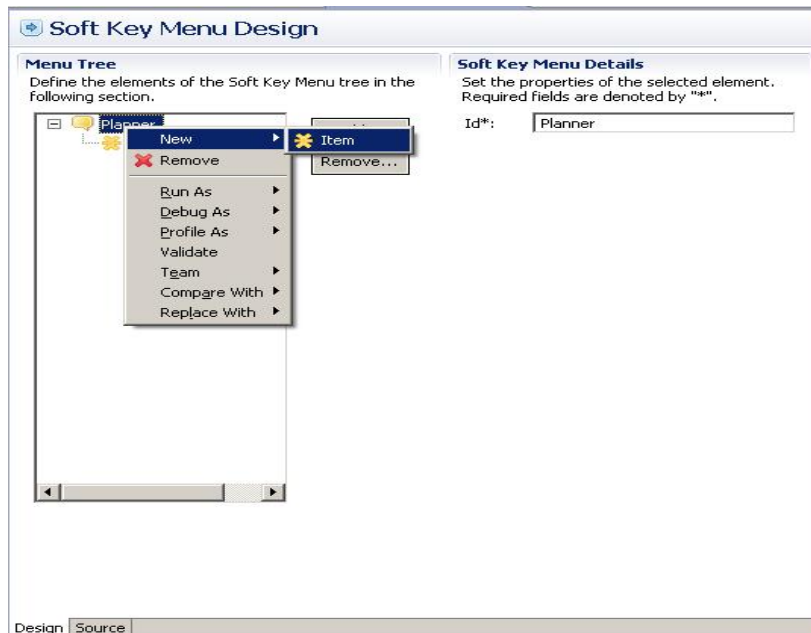 Soft Key Menu Design
Menu Tree
Define the elements of the Soft Key Menu tree in the
following section.
Planner
New
Item
Remove
Remove...
Run As
Debug As
Profile As
Validate
Team
Compare With
Replace With
Soft Key Menu Details
Set the properties of the selected element.
Required fields are denoted by "*".
Id*: Planner
Design Source